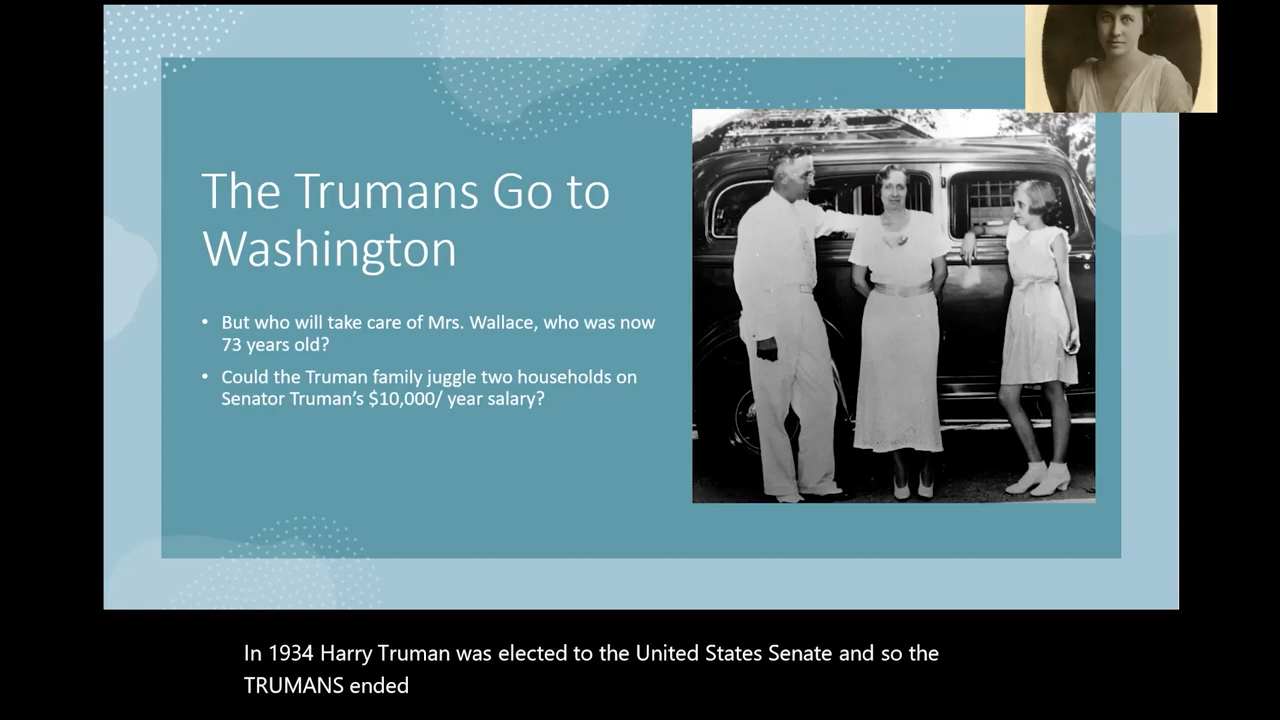 The Trumans Go to
Washington
• But who will take care of Mrs. Wallace, who was now
73 years old?
• Could the Truman family juggle two households on
Senator Truman’s $10,000/ year salary?
In 1934 Harry Truman was elected to the United States Senate and so the
TRUMANS ended